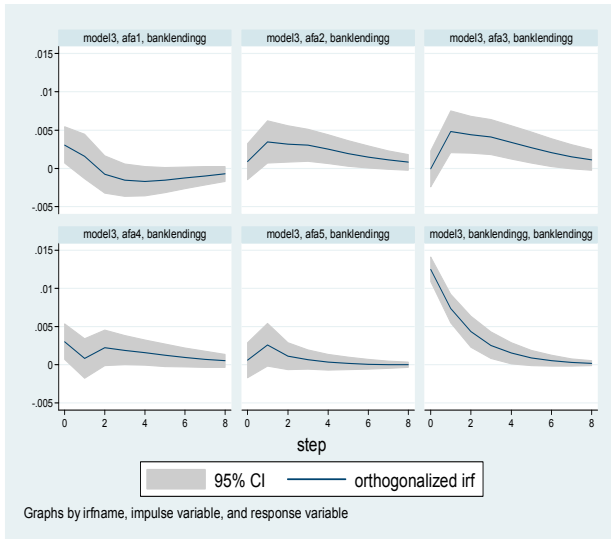 model3, afa1, banklendingg
model3, afa2, banklendingg
model3, afa3, banklendingg
.015
.01
.005
0
-.005
model3, afa4, banklendingg
model3, afa5, banklendingg
model3, banklendingg, banklendingg
.015
.01
.005
0
-.005
0 2 4 6 8
0 2 4 6 8
0 2 4 6 8
step
95% CI
orthogonalized irf
Graphs by irfname, impulse variable, and response variable